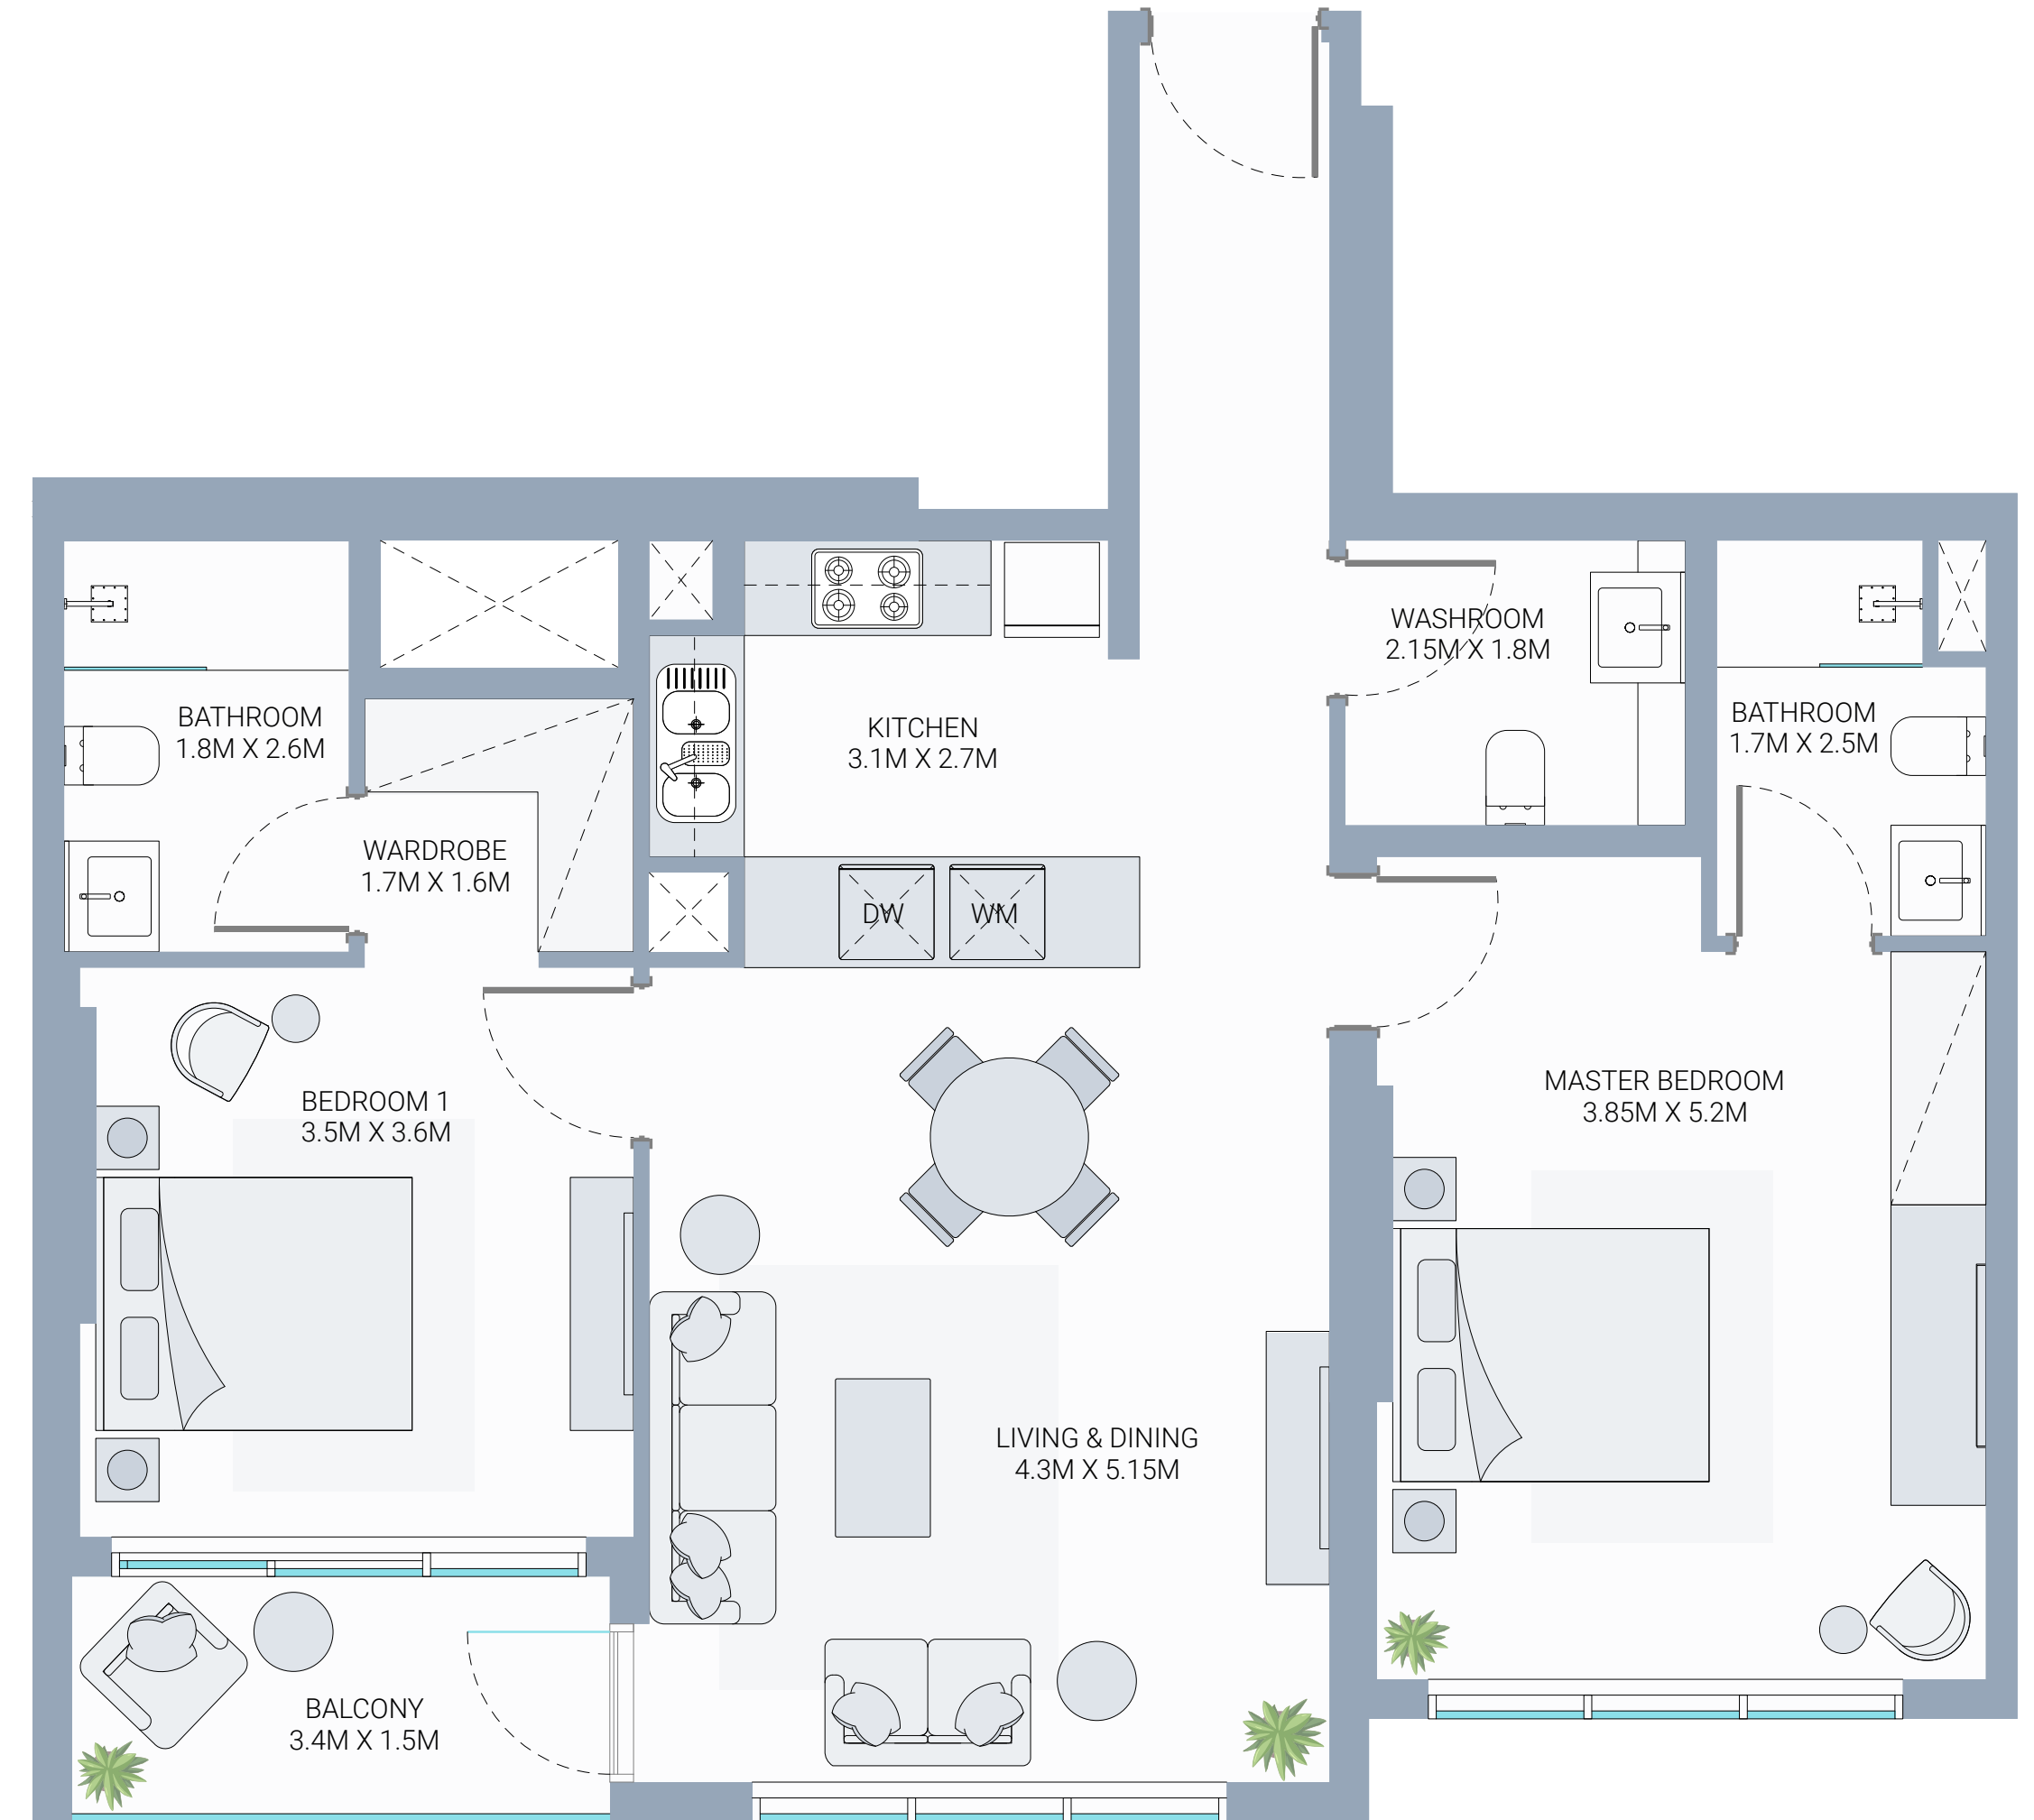 WASHROOM
2.15M X 1.8M
BATHROOM
1.8M X 2.6M
KITCHEN
3.1M X 2.7M
BATHROOM
1.7M X 2.5M
WARDROBE
1.7M X 1.6M
DW
WM
BEDROOM 1
3.5M X 3.6M
MASTER BEDROOM
3.85M X 5.2M
LIVING & DINING
4.3M X 5.15M
BALCONY
3.4M X 1.5M